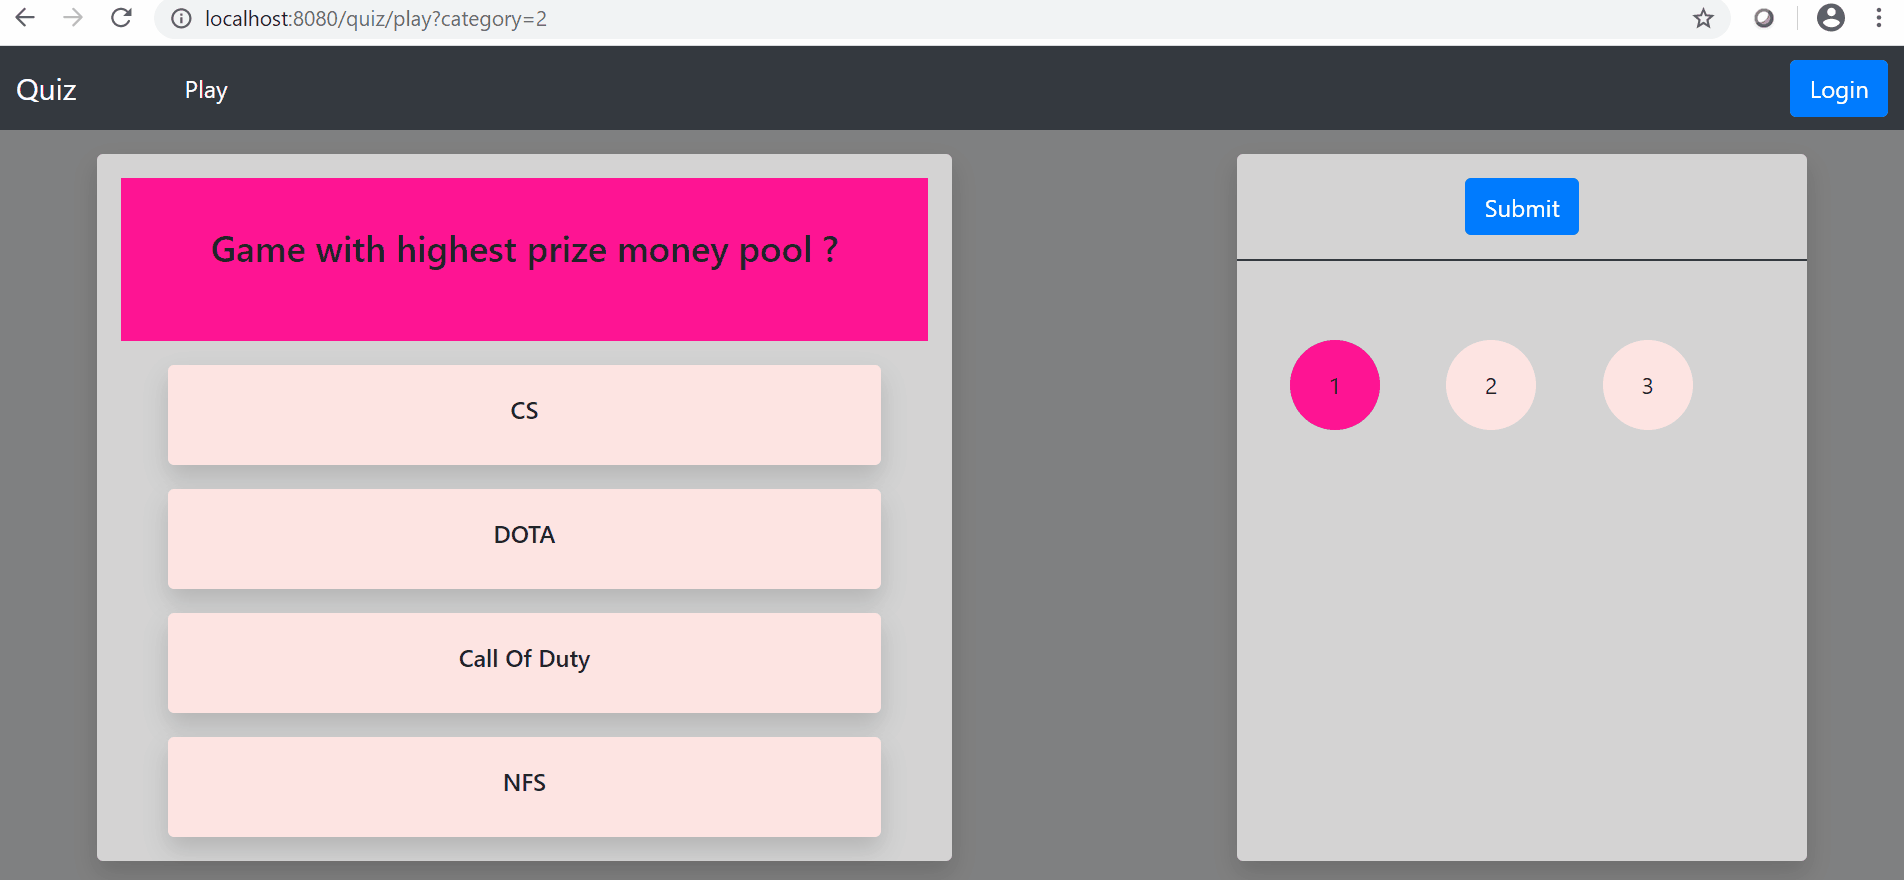 localhost:8080/quiz/play?category=2
Quiz Play Login
Game with highest prize money pool ?
CS
DOTA
Call Of Duty
NFS
Submit
1 2 3